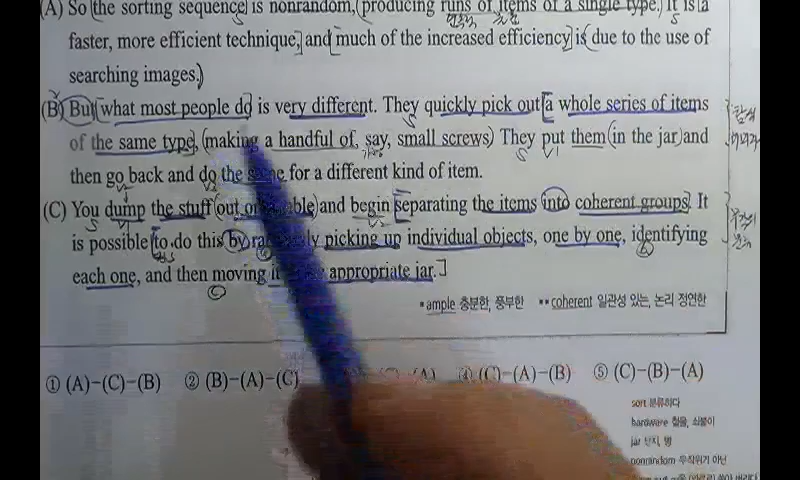 (A) So the sorting sequence is nonrandom, producing runs of items of a single type. It is a
faster, more efficient technique, and much of the increased efficiency is due to the use of
searching images.
(B) But what most people do is very different. They quickly pick out a whole series of items
of the same type, making a handful of, say, small screws. They put them in the jar and
then go back and do the same for a different kind of item.
(C) You dump the stuff out on a table and begin separating the items into coherent groups. It
is possible to do this by randomly picking up individual objects, one by one, identifying
each one, and then moving it appropriate jar.
*ample 충분한, 풍부한 **coherent 일관성 있는, 논리 정연한
① (A)-(C)-(B) ② (B)-(A)-(C) (A) ④ (C)-(A)-(B) ⑤ (C)-(B)-(A)
sort 분류하다
hardware 철물, 쇠붙이
jar 단지, 병
nonrandom 무작위가 아닌